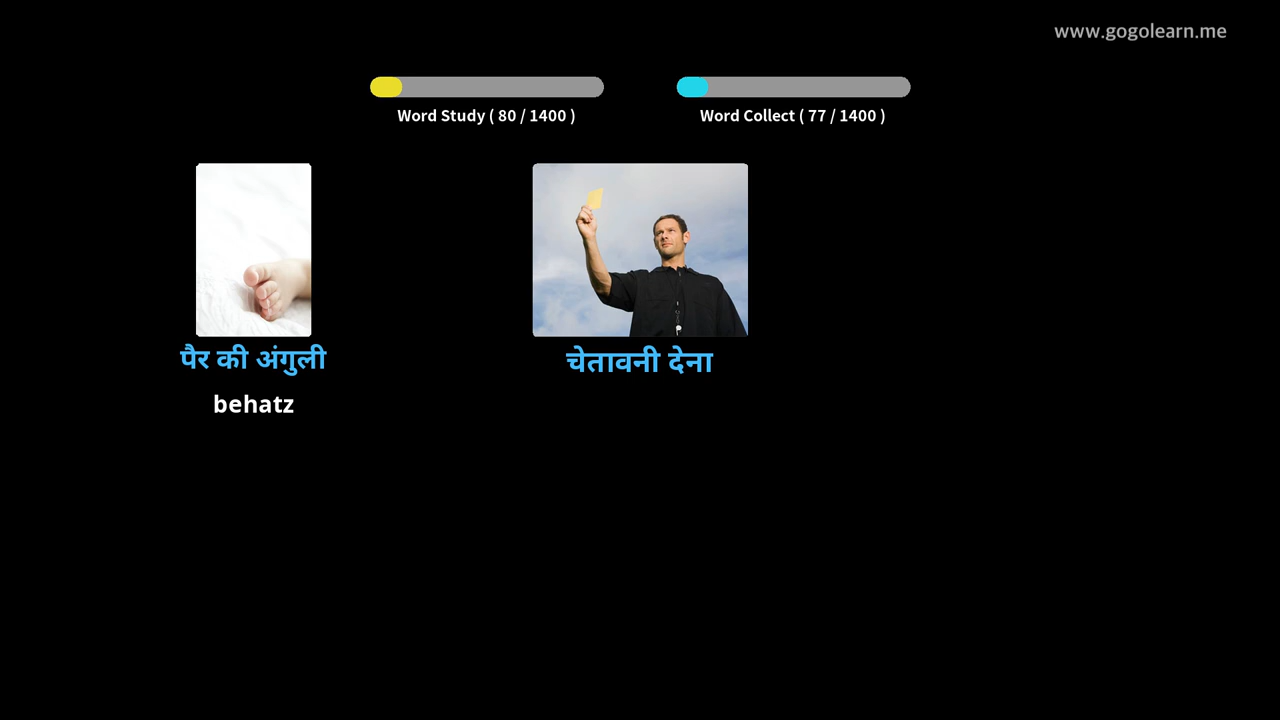 www.gogolearn.me
Word Study ( 80 / 1400 )
Word Collect ( 77 / 1400 )
पैर की अंगुली
चेतावनी देना
behatz